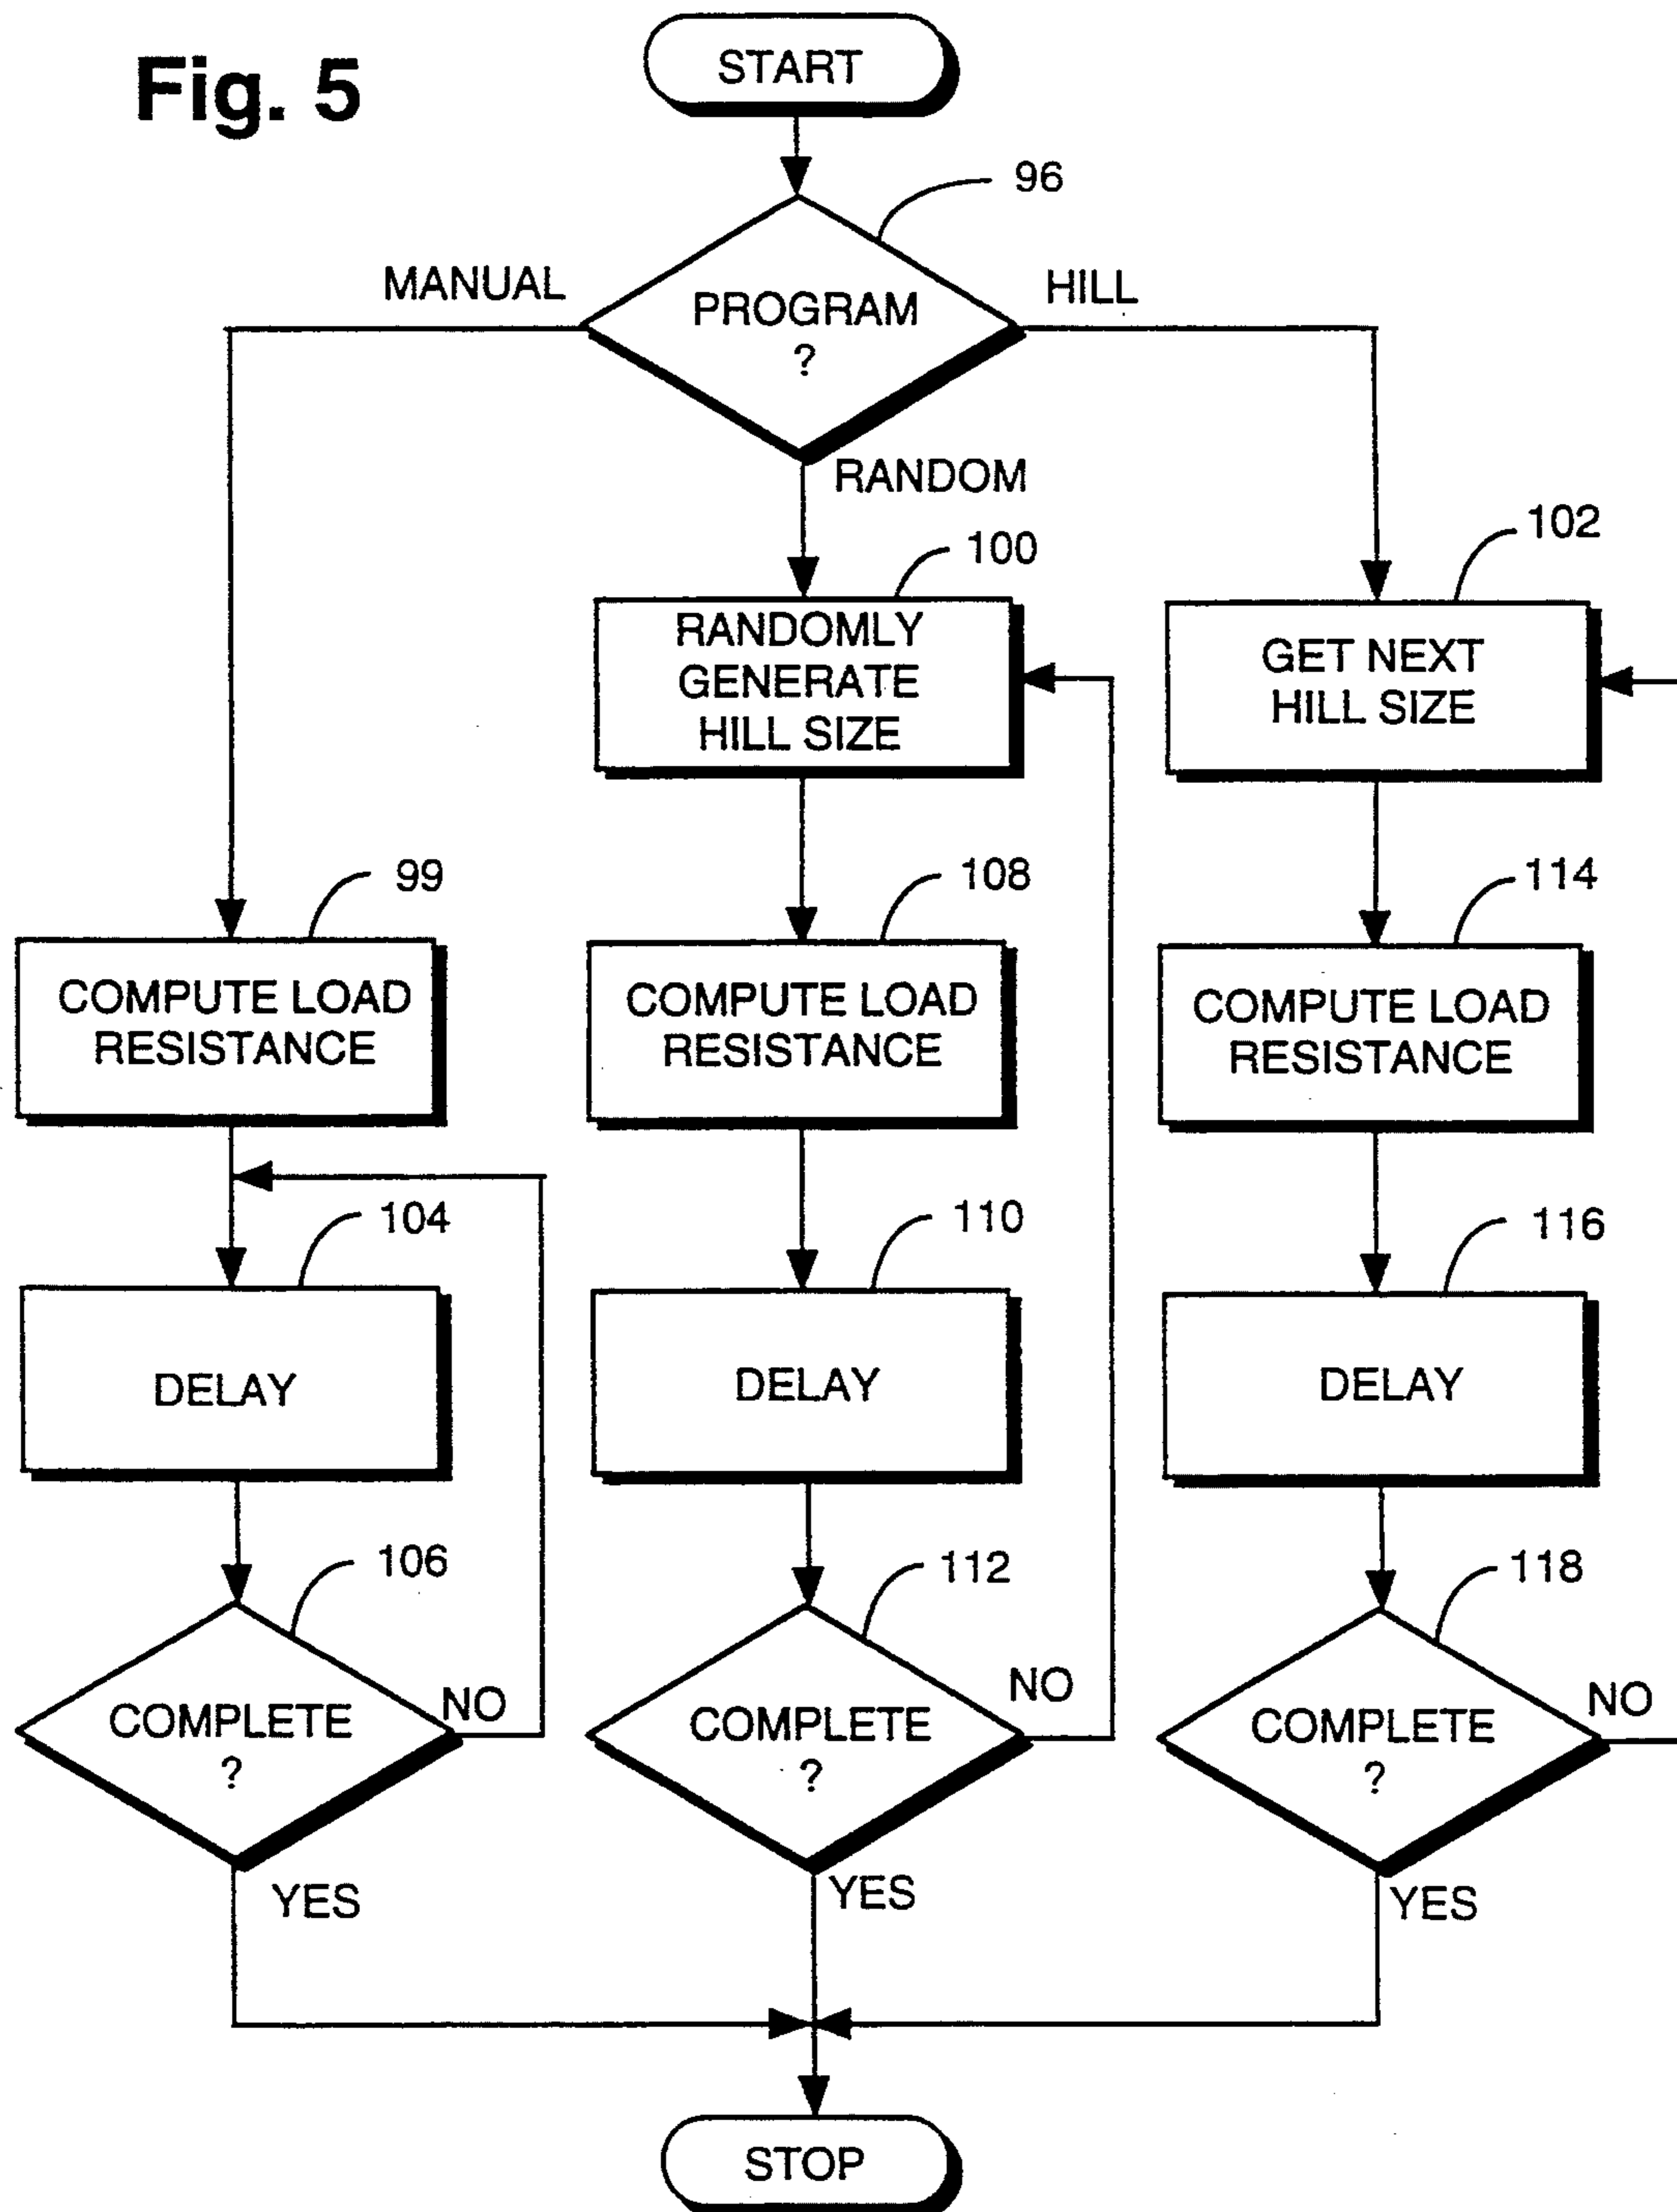 Fig. 5
START
96
MANUAL
HILL
PROGRAM
?
RANDOM
100
102
RANDOMLY
GENERATE
HILL SIZE
GET NEXT
HILL SIZE
99
108
114
COMPUTE LOAD
RESISTANCE
COMPUTE LOAD
RESISTANCE
COMPUTE LOAD
RESISTANCE
104
110
116
DELAY
DELAY
DELAY
106
112
118
COMPLETE
?
NO
COMPLETE
?
NO
COMPLETE
?
NO
YES
YES
YES
STOP